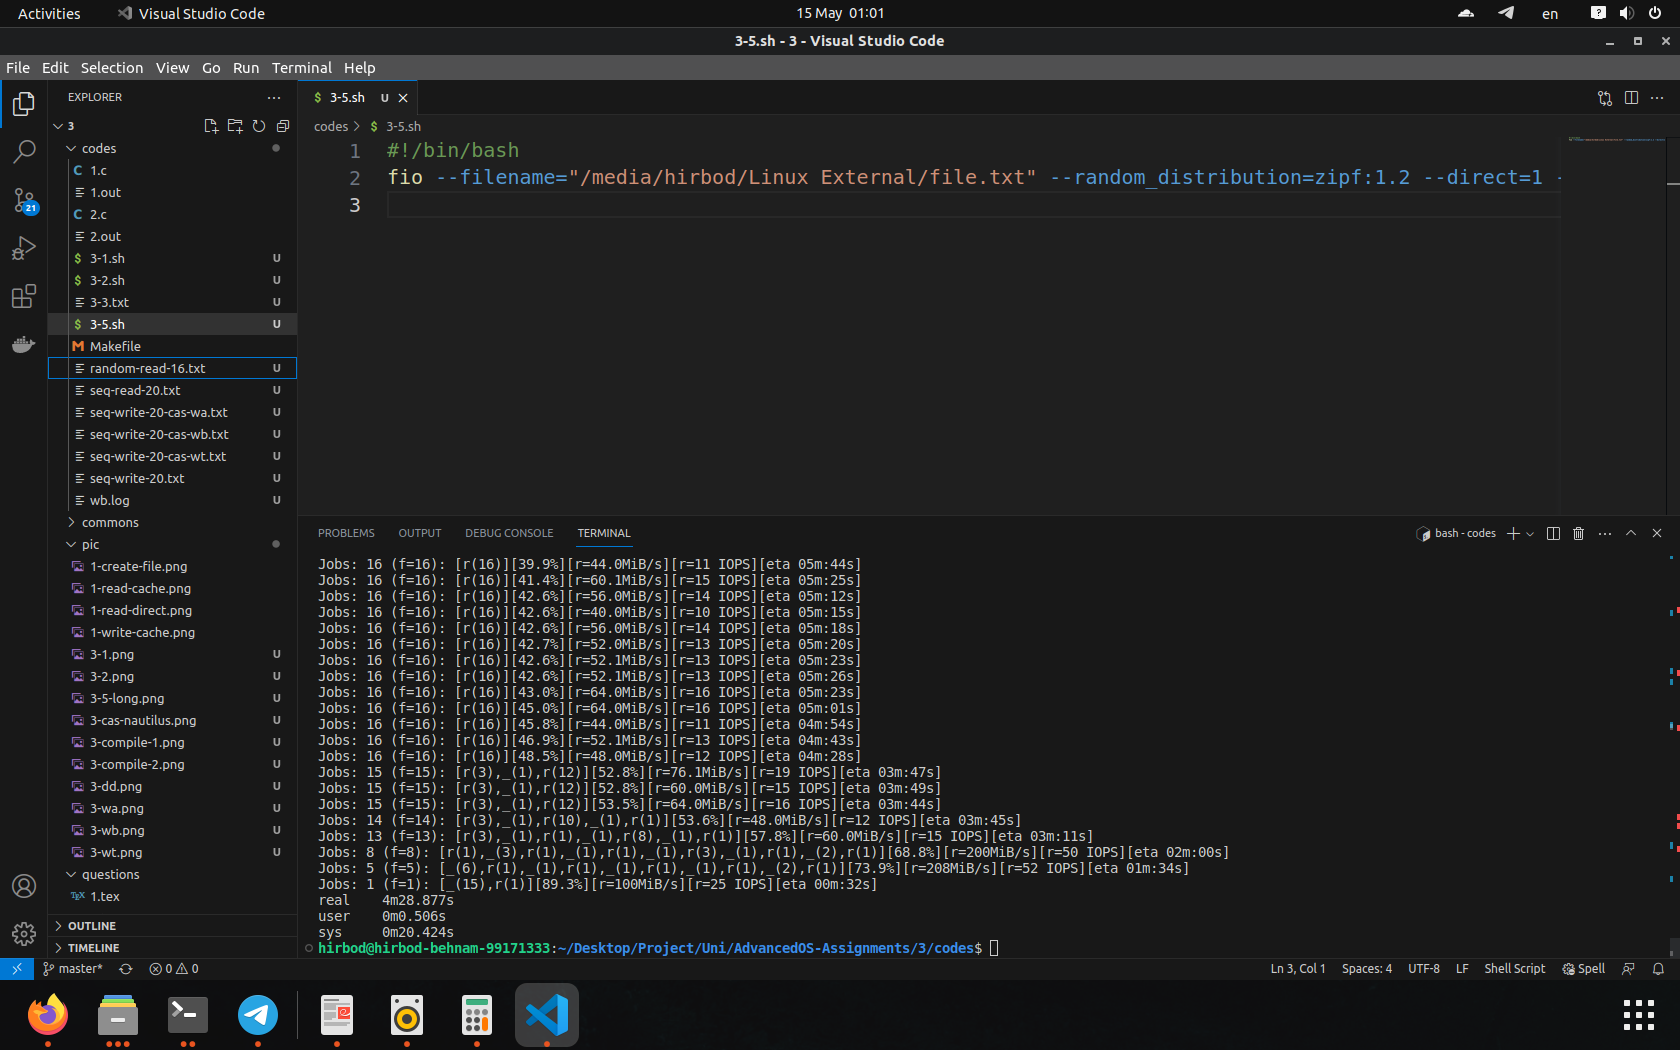 Activities
Visual Studio Code
15 May 01:01
en
3-5.sh - 3 - Visual Studio Code
File Edit Selection View Go Run Terminal Help
EXPLORER
3
codes
1.c
1.out
2.c
2.out
3-1.sh U
3-2.sh U
3-3.txt U
3-5.sh U
Makefile
random-read-16.txt U
seq-read-20.txt U
seq-write-20-cas-wa.txt U
seq-write-20-cas-wb.txt U
seq-write-20-cas-wt.txt U
seq-write-20.txt U
wb.log U
commons
pic
1-create-file.png
1-read-cache.png
1-read-direct.png
1-write-cache.png
3-1.png U
3-2.png U
3-5-long.png U
3-cas-nautilus.png U
3-compile-1.png U
3-compile-2.png U
3-dd.png U
3-wa.png U
3-wb.png U
3-wt.png U
questions
1.tex
OUTLINE
TIMELINE
21
$ 3-5.sh U
codes > $ 3-5.sh
1 #!/bin/bash
2 fio --filename="/media/hirbod/Linux External/file.txt" --random_distribution=zipf:1.2 --direct=1 -
3
PROBLEMS OUTPUT DEBUG CONSOLE TERMINAL
bash - codes
Jobs: 16 (f=16): [r(16)][39.9%][r=44.0MiB/s][r=11 IOPS][eta 05m:44s]
Jobs: 16 (f=16): [r(16)][41.4%][r=60.1MiB/s][r=15 IOPS][eta 05m:25s]
Jobs: 16 (f=16): [r(16)][42.6%][r=56.0MiB/s][r=14 IOPS][eta 05m:12s]
Jobs: 16 (f=16): [r(16)][42.6%][r=40.0MiB/s][r=10 IOPS][eta 05m:15s]
Jobs: 16 (f=16): [r(16)][42.6%][r=56.0MiB/s][r=14 IOPS][eta 05m:18s]
Jobs: 16 (f=16): [r(16)][42.7%][r=52.0MiB/s][r=13 IOPS][eta 05m:20s]
Jobs: 16 (f=16): [r(16)][42.6%][r=52.1MiB/s][r=13 IOPS][eta 05m:23s]
Jobs: 16 (f=16): [r(16)][42.6%][r=52.1MiB/s][r=13 IOPS][eta 05m:26s]
Jobs: 16 (f=16): [r(16)][43.0%][r=64.0MiB/s][r=16 IOPS][eta 05m:23s]
Jobs: 16 (f=16): [r(16)][45.0%][r=64.0MiB/s][r=16 IOPS][eta 05m:01s]
Jobs: 16 (f=16): [r(16)][45.8%][r=44.0MiB/s][r=11 IOPS][eta 04m:54s]
Jobs: 16 (f=16): [r(16)][46.9%][r=52.1MiB/s][r=13 IOPS][eta 04m:43s]
Jobs: 16 (f=16): [r(16)][48.5%][r=48.0MiB/s][r=12 IOPS][eta 04m:28s]
Jobs: 15 (f=15): [r(3),_(1),r(12)][52.8%][r=76.1MiB/s][r=19 IOPS][eta 03m:47s]
Jobs: 15 (f=15): [r(3),_(1),r(12)][52.8%][r=60.0MiB/s][r=15 IOPS][eta 03m:49s]
Jobs: 15 (f=15): [r(3),_(1),r(12)][53.5%][r=64.0MiB/s][r=16 IOPS][eta 03m:44s]
Jobs: 14 (f=14): [r(3),_(1),r(10),_(1),r(1)][53.6%][r=48.0MiB/s][r=12 IOPS][eta 03m:45s]
Jobs: 13 (f=13): [r(3),_(1),r(1),_(1),r(8),_(1),r(1)][57.8%][r=60.0MiB/s][r=15 IOPS][eta 03m:11s]
Jobs: 8 (f=8): [r(1),_(3),r(1),_(1),r(1),_(1),r(3),_(1),r(1),_(2),r(1)][68.8%][r=200MiB/s][r=50 IOPS][eta 02m:00s]
Jobs: 5 (f=5): [_(6),r(1),_(1),r(1),_(1),r(1),_(1),r(1),_(2),r(1)][73.9%][r=208MiB/s][r=52 IOPS][eta 01m:34s]
Jobs: 1 (f=1): [_(15),r(1)][89.3%][r=100MiB/s][r=25 IOPS][eta 00m:32s]
real 4m28.877s
user 0m0.506s
sys 0m20.424s
hirbod@hirbod-behnam-99171333:~/Desktop/Project/Uni/AdvancedOS-Assignments/3/codes$
master* 0 0
Ln 3, Col 1 Spaces: 4 UTF-8 LF Shell Script Spell